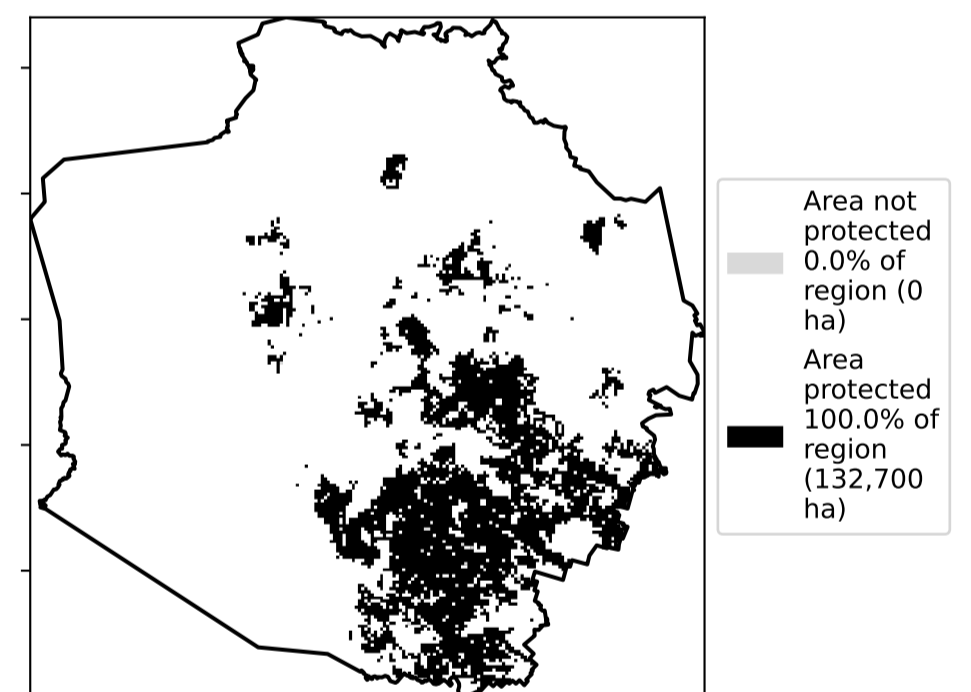 Area not
protected
0.0% of
region (0
ha)
Area
protected
100.0% of
region
(132,700
ha)